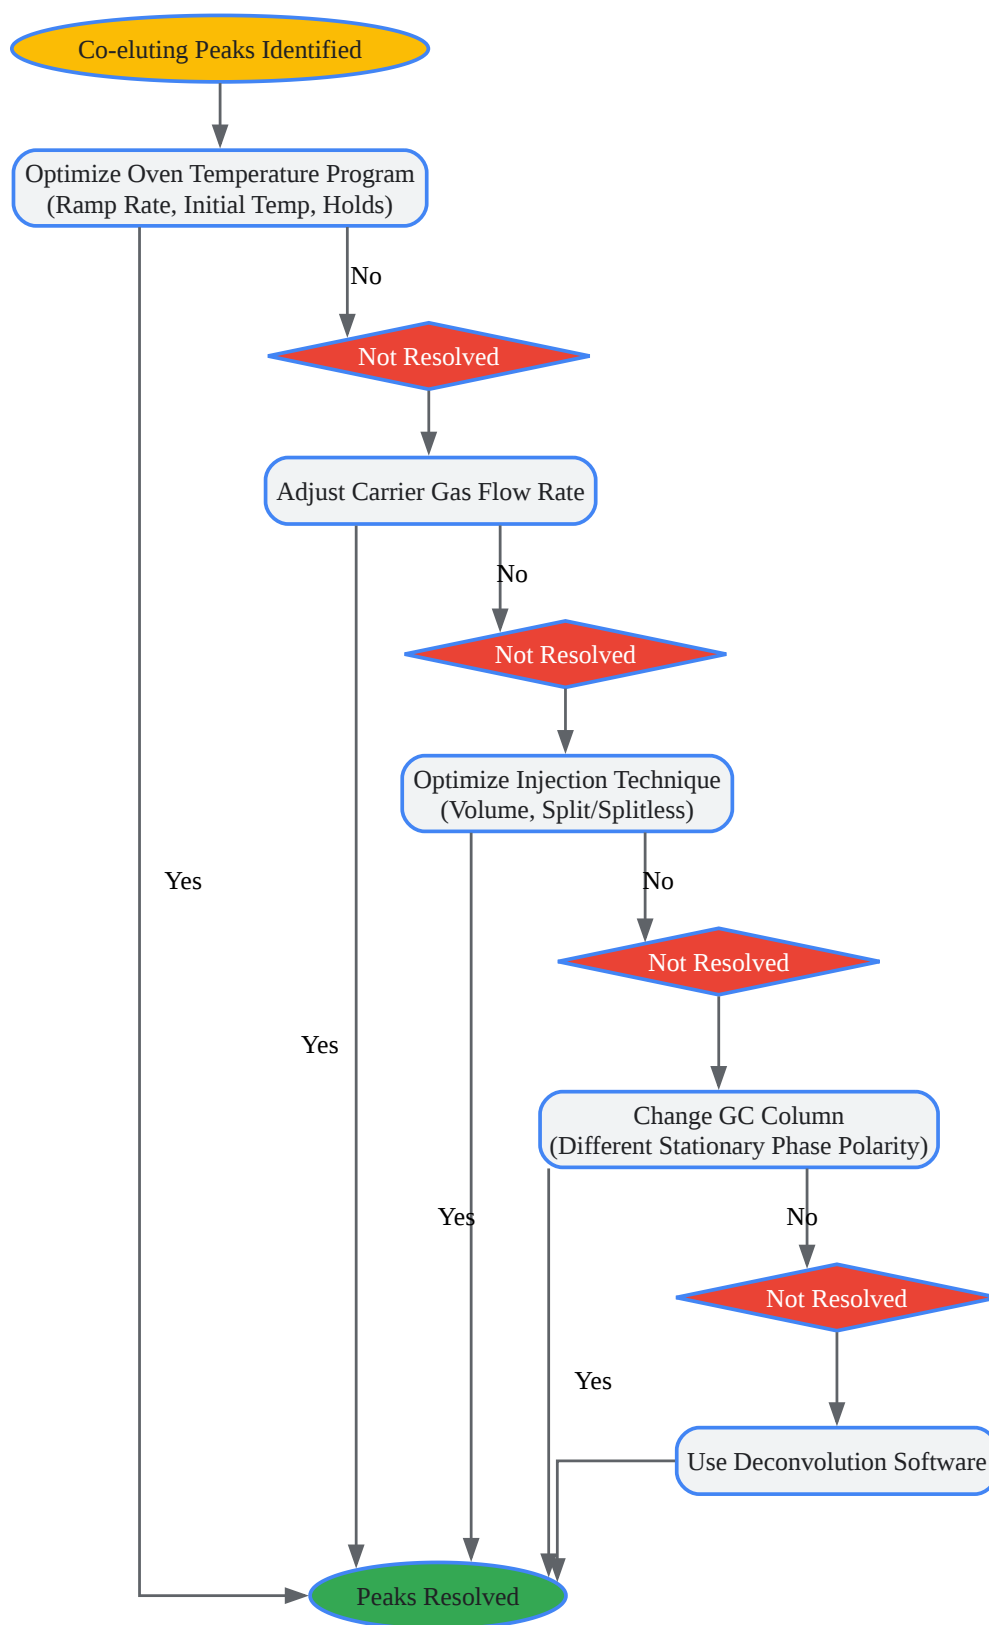 Co-eluting Peaks Identified
Optimize Oven Temperature Program
(Ramp Rate, Initial Temp, Holds)
No
Not Resolved
Adjust Carrier Gas Flow Rate
No
Not Resolved
Optimize Injection Technique
(Volume, Split/Splitless)
Yes
No
Not Resolved
Yes
Change GC Column
(Different Stationary Phase Polarity)
Yes
No
Not Resolved
Yes
Use Deconvolution Software
Peaks Resolved